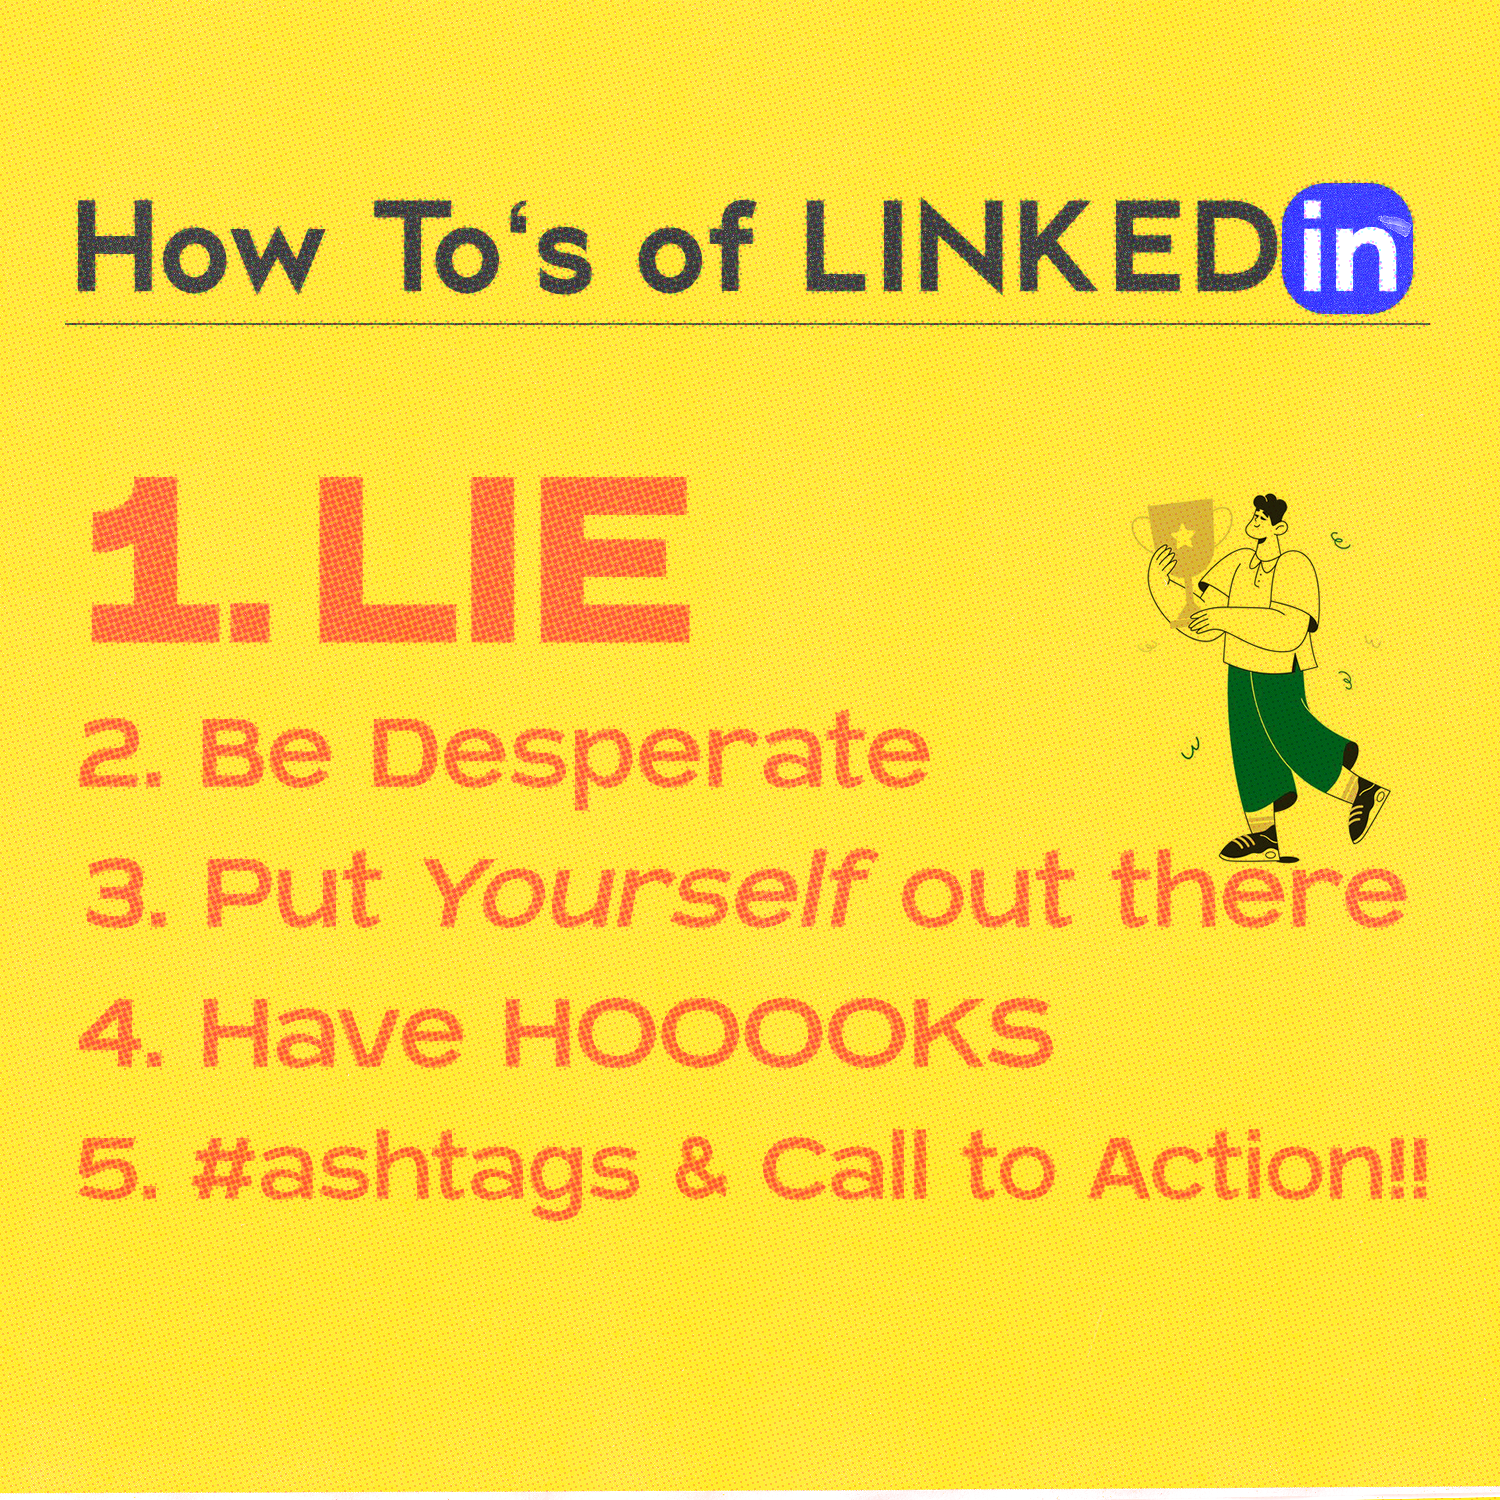 How To‘s of LINKEDin
1. LIE
2. Be Desperate
3. Put Yourself out there
4. Have HOOOOKS
5. #ashtags & Call to Action!!